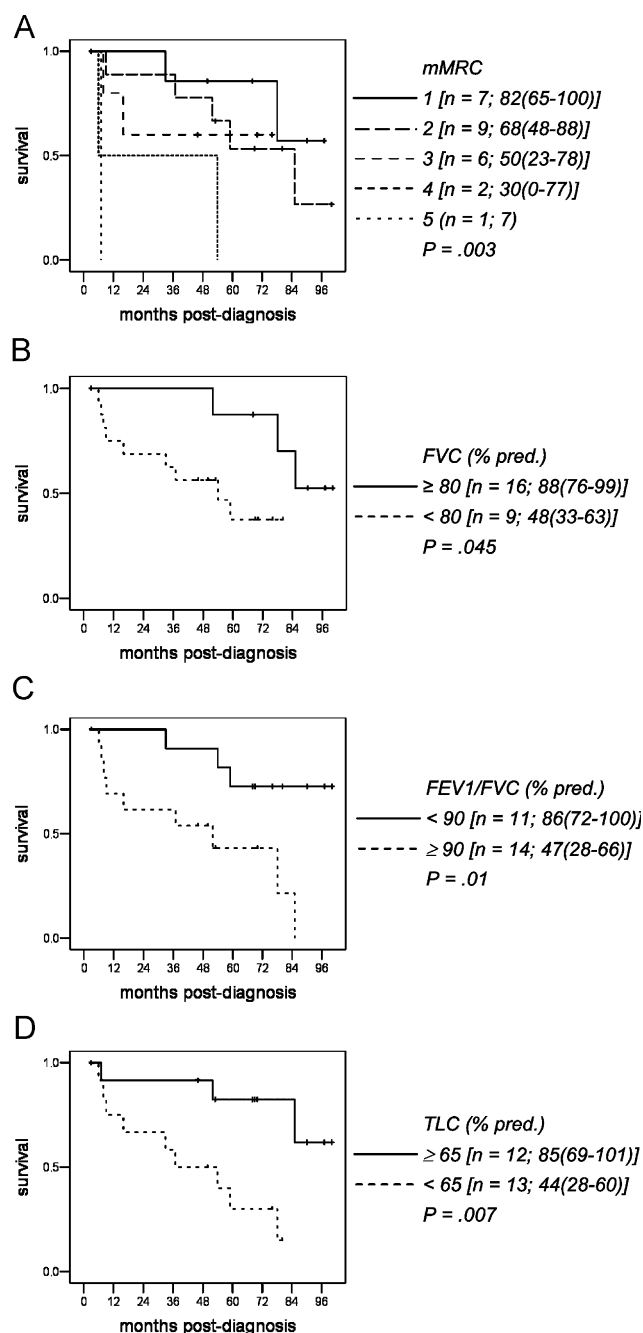 A
survival
1.0
0.5
0.0
0 12 24 36 48 60 72 84 96
months post-diagnosis
mMRC
1 [n = 7; 82(65-100)]
2 [n = 9; 68(48-88)]
3 [n = 6; 50(23-78)]
4 [n = 2; 30(0-77)]
5 (n = 1; 7)
P = .003
B
survival
1.0
0.5
0.0
0 12 24 36 48 60 72 84 96
months post-diagnosis
FVC (% pred.)
≥ 80 [n = 16; 88(76-99)]
< 80 [n = 9; 48(33-63)]
P = .045
C
survival
1.0
0.5
0.0
0 12 24 36 48 60 72 84 96
months post-diagnosis
FEV1/FVC (% pred.)
< 90 [n = 11; 86(72-100)]
≥ 90 [n = 14; 47(28-66)]
P = .01
D
survival
1.0
0.5
0.0
0 12 24 36 48 60 72 84 96
months post-diagnosis
TLC (% pred.)
≥ 65 [n = 12; 85(69-101)]
< 65 [n = 13; 44(28-60)]
P = .007